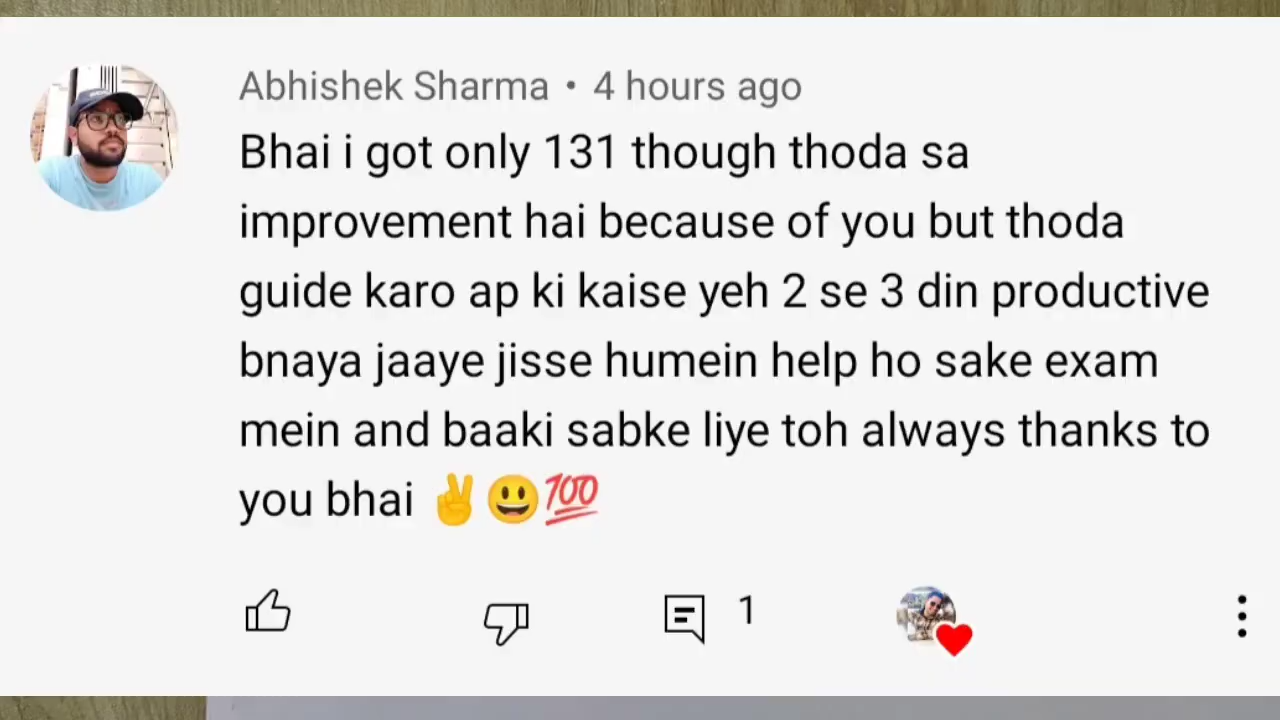 Abhishek Sharma • 4 hours ago
Bhai i got only 131 though thoda sa
improvement hai because of you but thoda
guide karo ap ki kaise yeh 2 se 3 din productive
bnaya jaaye jisse humein help ho sake exam
mein and baaki sabke liye toh always thanks to
you bhai ✌️😃💯
1